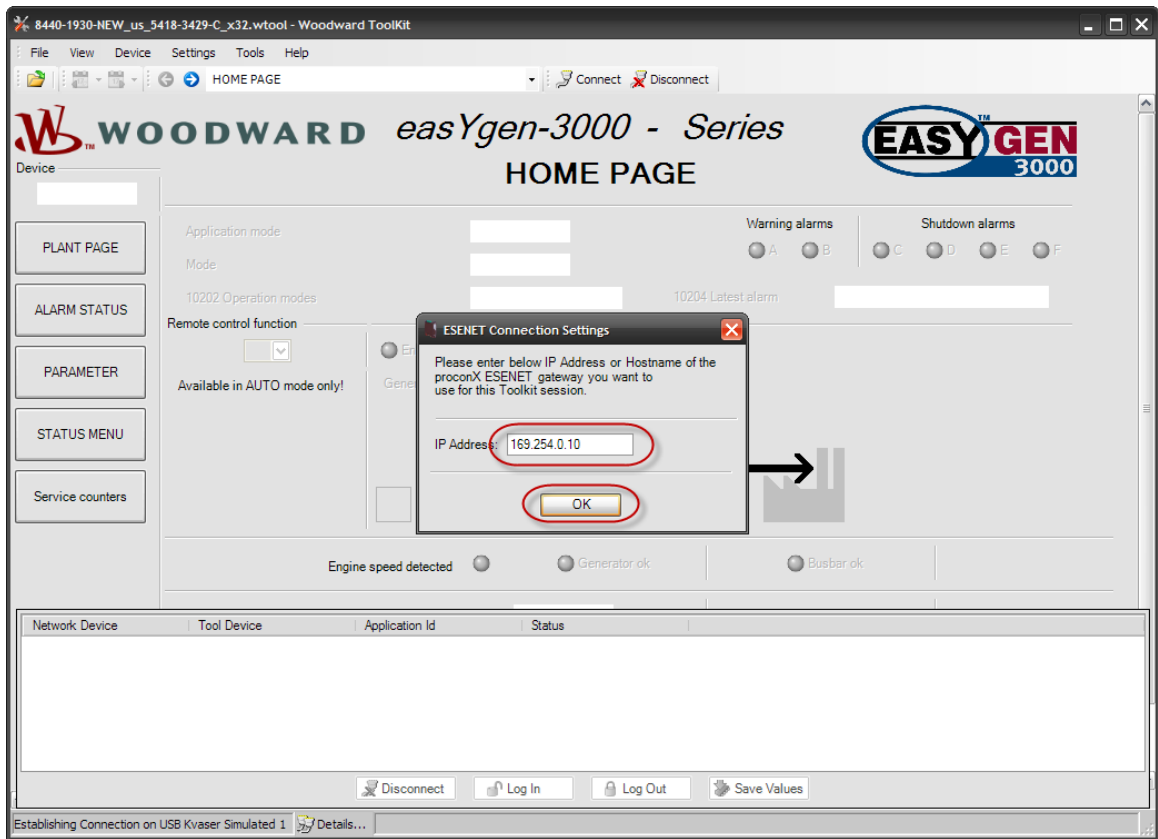 8440-1930-NEW_us_5418-3429-C_x32.wtool - Woodward ToolKit
File View Device Settings Tools Help
HOME PAGE Connect Disconnect
WOODWARD easYgen-3000 - Series EASYGEN™ 3000
HOME PAGE
Device
PLANT PAGE
ALARM STATUS
PARAMETER
STATUS MENU
Service counters
Application mode
Mode
10202 Operation modes
Warning alarms Shutdown alarms
A B C D E F
10204 Latest alarm
Remote control function
Available in AUTO mode only!
ESENET Connection Settings
Please enter below IP Address or Hostname of the
proconX ESENET gateway you want to
use for this Toolkit session.
IP Address: 169.254.0.10
OK
Engine speed detected Generator ok Busbar ok
Network Device Tool Device Application Id Status
Disconnect Log In Log Out Save Values
Establishing Connection on USB Kvaser Simulated 1 Details...